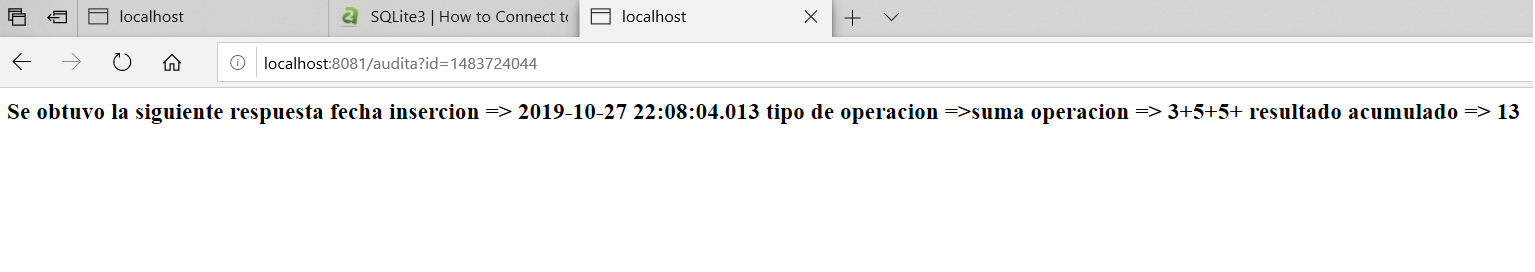 localhost
SQLite3 | How to Connect to
localhost
localhost:8081/audita?id=1483724044
Se obtuvo la siguiente respuesta fecha insercion => 2019-10-27 22:08:04.013 tipo de operacion =>suma operacion => 3+5+5+ resultado acumulado => 13